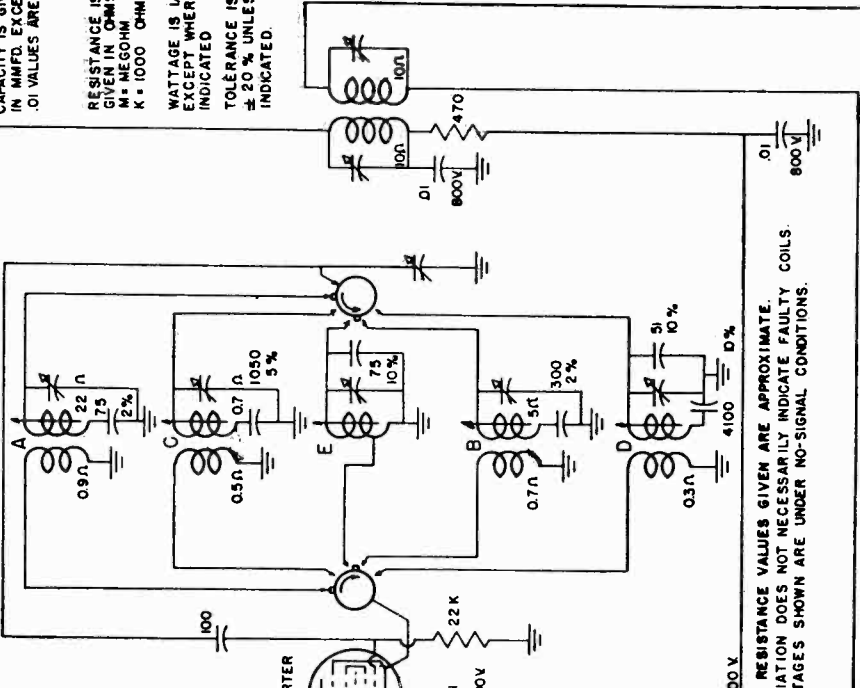 CAPACITY IS
IN MMFD. EXCE
.01 VALUES ARE
RESISTANCE IS
GIVEN IN OHMS
M = MEGOHM
K = 1000 OHM
WATTAGE IS
EXCEPT WHER
INDICATED
TOLERANCE IS
± 20 % UNLES
INDICATED.
10Ω
10Ω
470
.01
800V.
.01
800V.
A
22 Ω
75
2%
0.9Ω
C
0.7 Ω
1050
5%
0.5Ω
E
75
10%
B
5Ω
300
2%
0.7Ω
D
51
10%
4100
10%
0.3Ω
100
22 K
RTER
00V.
00 V.
RESISTANCE VALUES GIVEN ARE APPROXIMATE.
IATION DOES NOT NECESSARILY INDICATE FAULTY COILS.
TAGES SHOWN ARE UNDER NO-SIGNAL CONDITIONS.